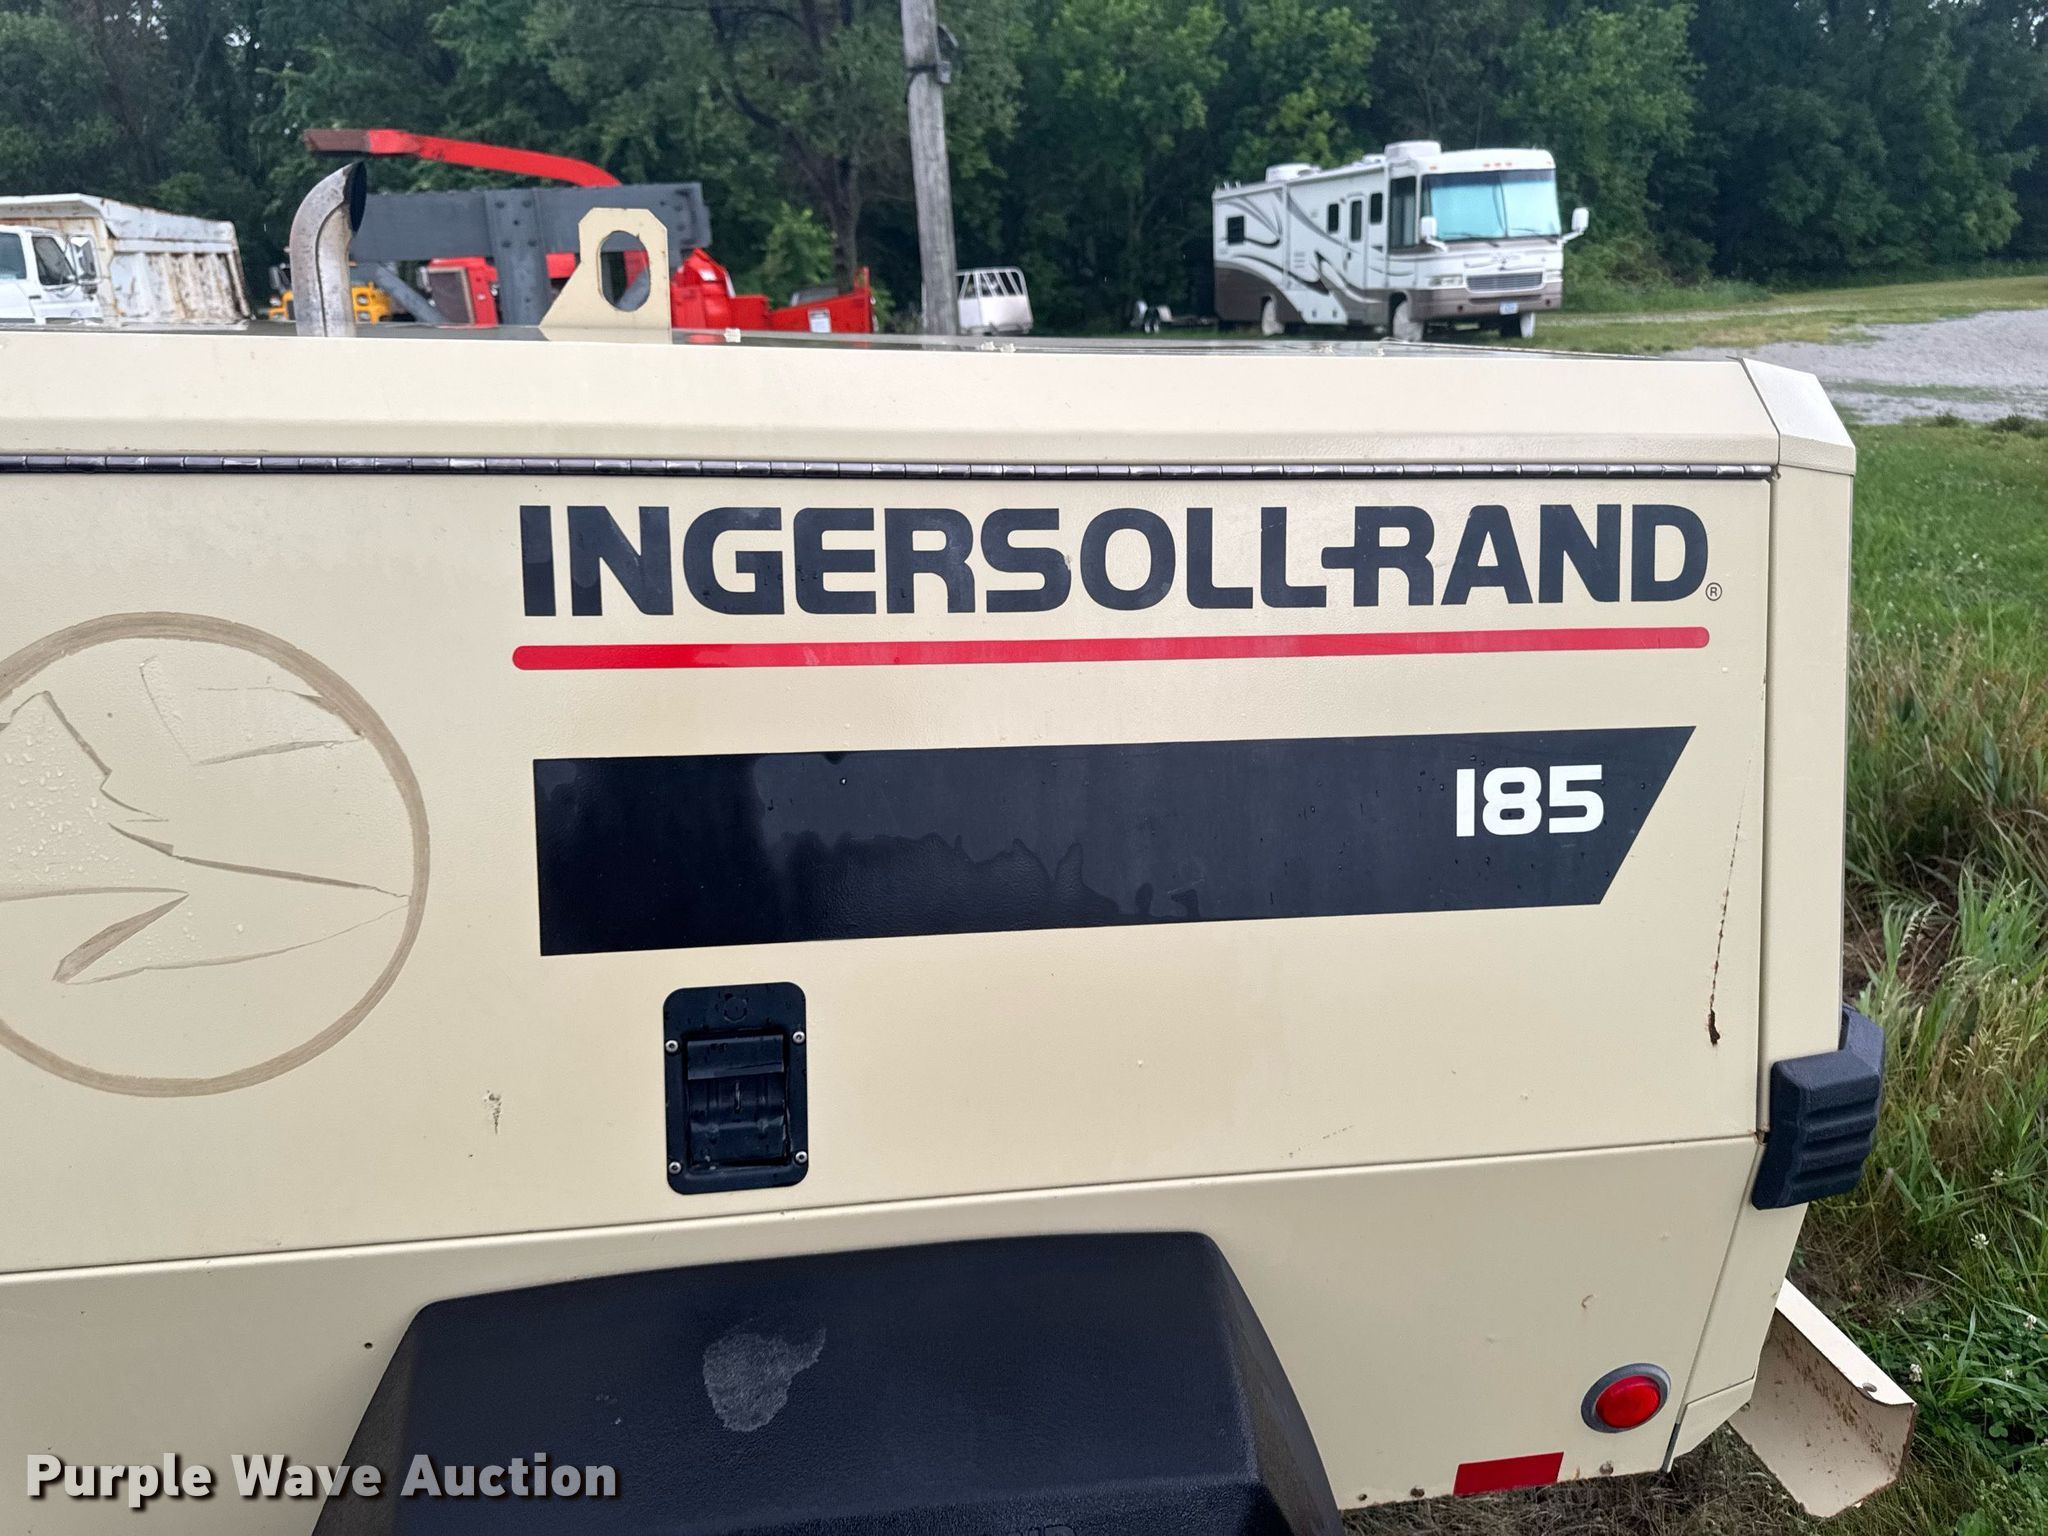 INGERSOLL-RAND®
185
Purple Wave Auction